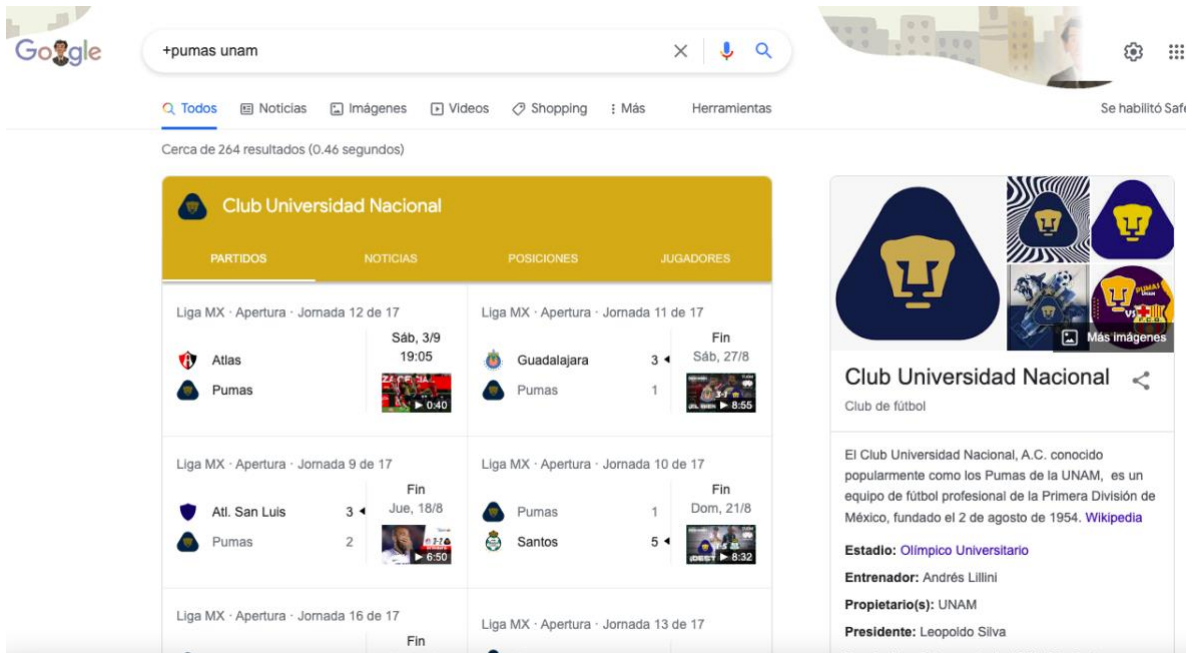 Google
+pumas unam
Todos Noticias Imágenes Videos Shopping Más Herramientas
Se habilitó Safe
Cerca de 264 resultados (0.46 segundos)
Club Universidad Nacional
PARTIDOS NOTICIAS POSICIONES JUGADORES
Liga MX · Apertura · Jornada 12 de 17
Sáb, 3/9
19:05
Atlas
Pumas
0:40
Liga MX · Apertura · Jornada 11 de 17
Fin
Sáb, 27/8
Guadalajara 3
Pumas 1
8:55
Liga MX · Apertura · Jornada 9 de 17
Fin
Jue, 18/8
Atl. San Luis 3
Pumas 2
6:50
Liga MX · Apertura · Jornada 10 de 17
Fin
Dom, 21/8
Pumas 1
Santos 5
8:32
Liga MX · Apertura · Jornada 16 de 17
Fin
Liga MX · Apertura · Jornada 13 de 17
PUMAS
UNAM
VS
Más imágenes
Club Universidad Nacional
Club de fútbol
El Club Universidad Nacional, A.C. conocido
popularmente como los Pumas de la UNAM, es un
equipo de fútbol profesional de la Primera División de
México, fundado el 2 de agosto de 1954. Wikipedia
Estadio: Olímpico Universitario
Entrenador: Andrés Lillini
Propietario(s): UNAM
Presidente: Leopoldo Silva